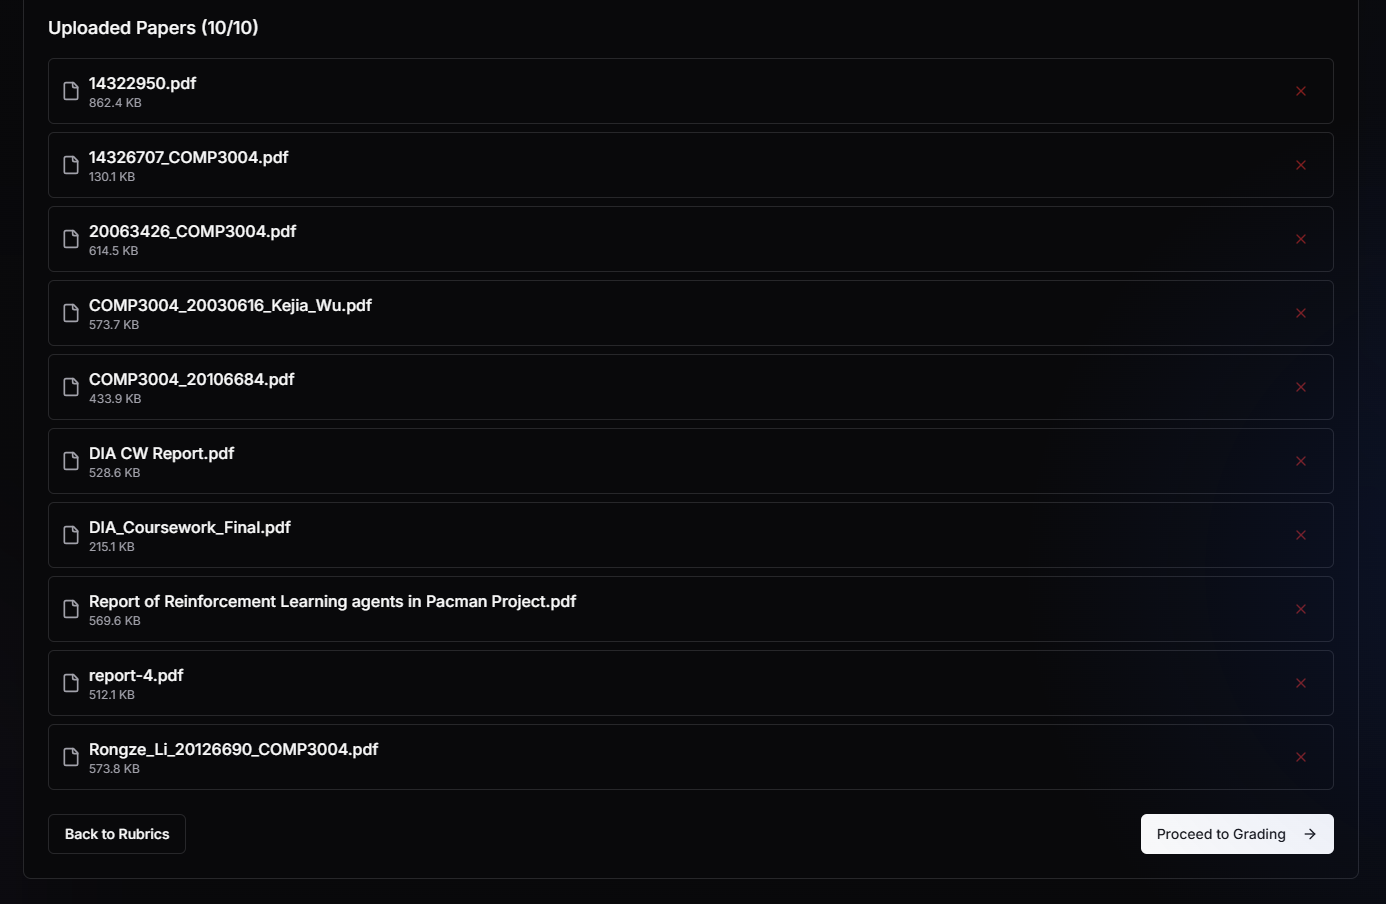 Uploaded Papers (10/10)
14322950.pdf
862.4 KB
14326707_COMP3004.pdf
130.1 KB
20063426_COMP3004.pdf
614.5 KB
COMP3004_20030616_Kejia_Wu.pdf
573.7 KB
COMP3004_20106684.pdf
433.9 KB
DIA CW Report.pdf
528.6 KB
DIA_Coursework_Final.pdf
215.1 KB
Report of Reinforcement Learning agents in Pacman Project.pdf
569.6 KB
report-4.pdf
512.1 KB
Rongze_Li_20126690_COMP3004.pdf
573.8 KB
Back to Rubrics
Proceed to Grading